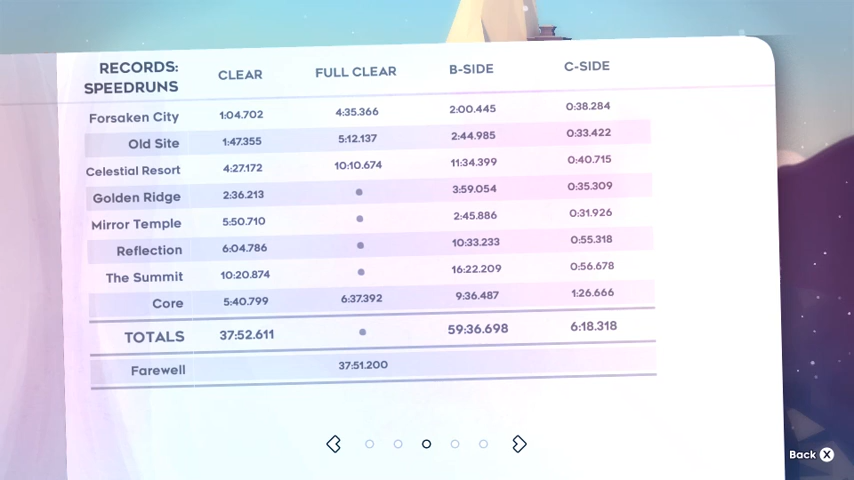 RECORDS: SPEEDRUNS CLEAR FULL CLEAR B-SIDE C-SIDE
Forsaken City 1:04.702 4:35.366 2:00.445 0:38.284
Old Site 1:47.355 5:12.137 2:44.985 0:33.422
Celestial Resort 4:27.172 10:10.674 11:34.399 0:40.715
Golden Ridge 2:36.213 3:59.054 0:35.309
Mirror Temple 5:50.710 2:45.886 0:31.926
Reflection 6:04.786 10:33.233 0:55.318
The Summit 10:20.874 16:22.209 0:56.678
Core 5:40.799 6:37.392 9:36.487 1:26.666
TOTALS 37:52.611 59:36.698 6:18.318
Farewell 37:51.200
Back X